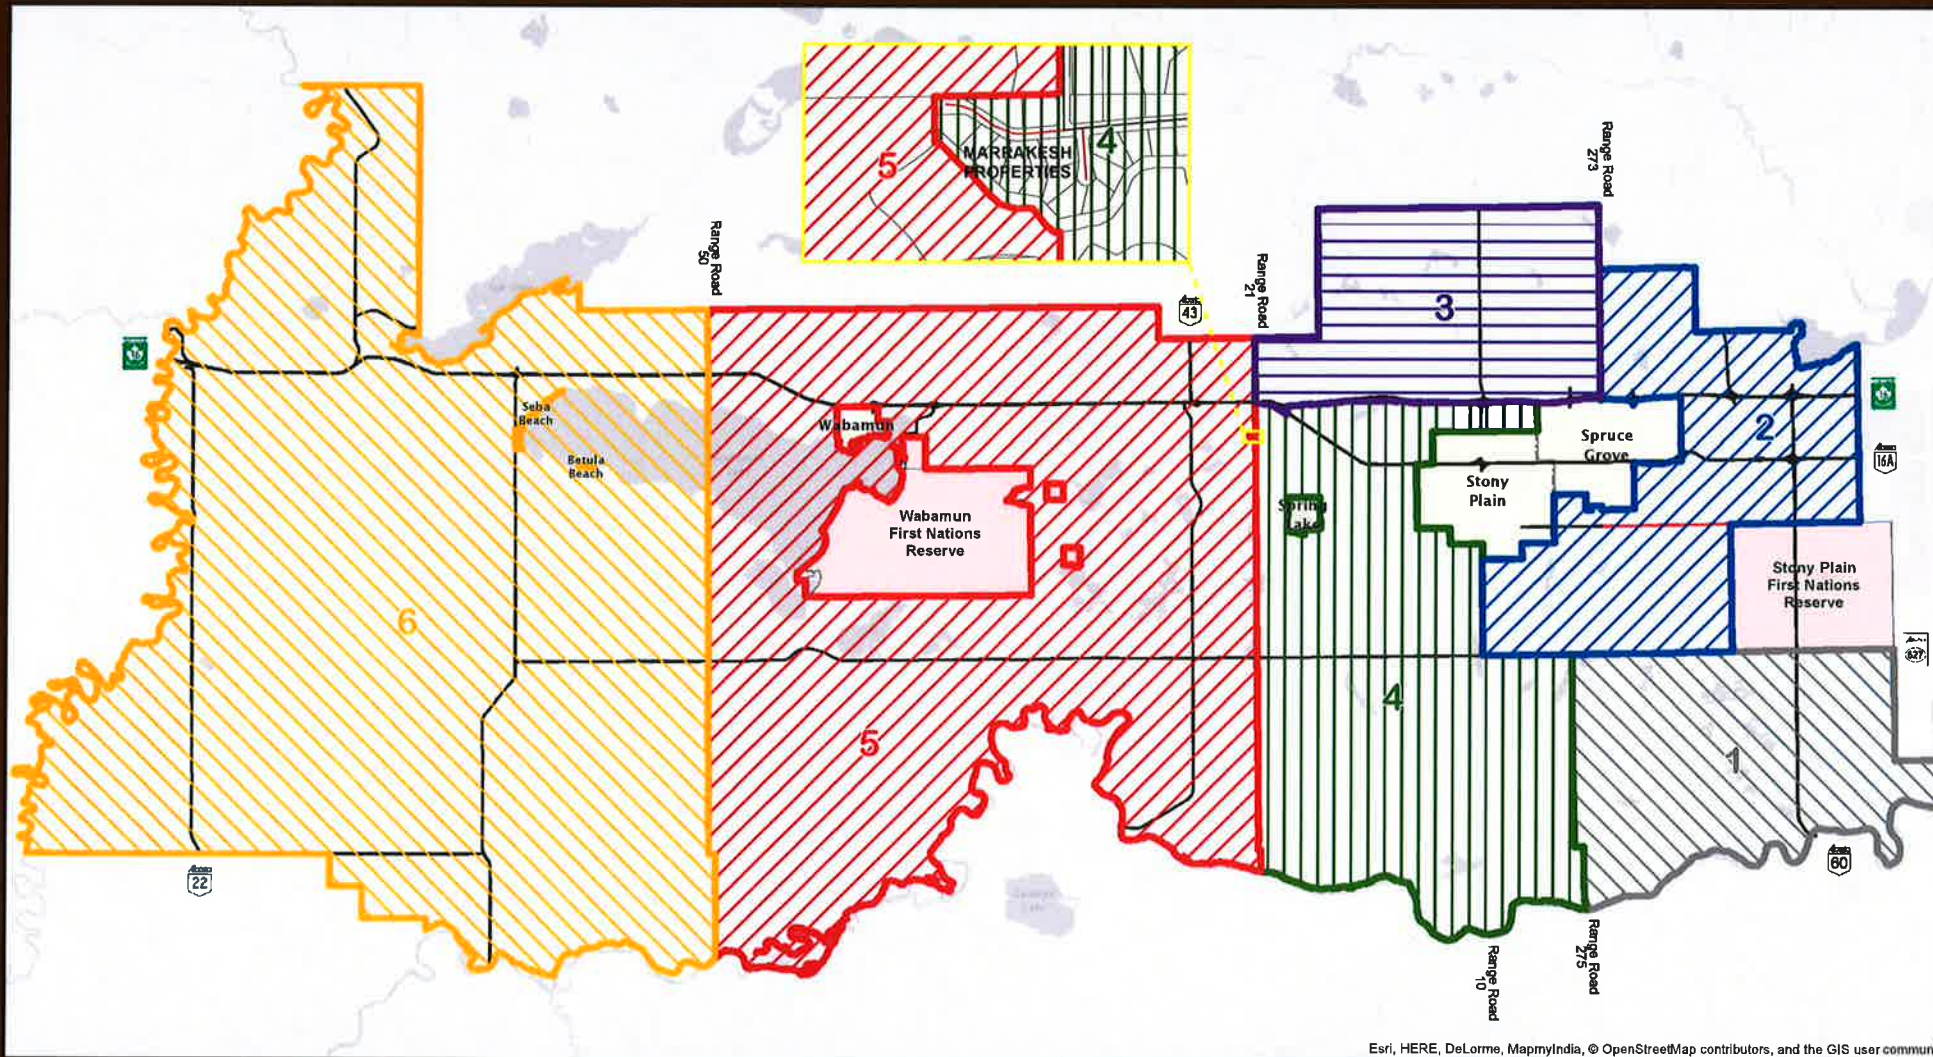 5
4
MARRAKESH
PROPERTIES
Range Road
273
Range Road
50
Range Road
21
43
3
16
16
Seba
Beach
Wabamun
Betula
Beach
2
Spruce
Grove
16A
Stony
Plain
Spring
Lake
Wabamun
First Nations
Reserve
Stony Plain
First Nations
Reserve
6
627
4
5
1
60
22
Range Road
275
Range Road
10
Esri, HERE, DeLorme, MapmyIndia, © OpenStreetMap contributors, and the GIS user commun